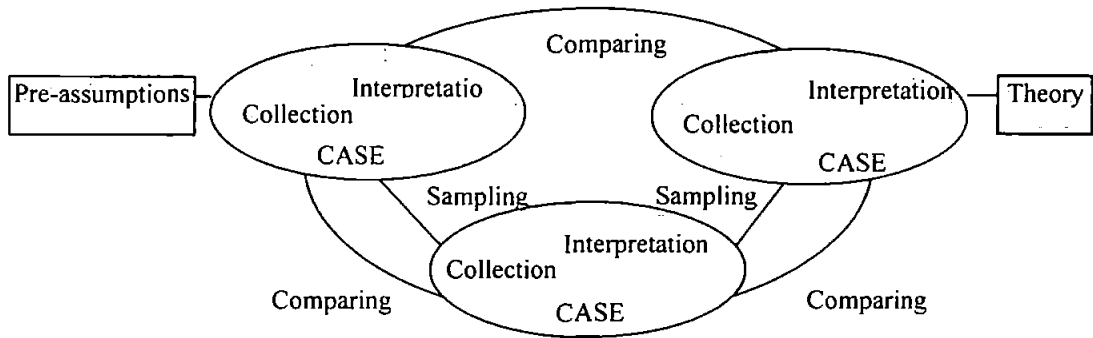 Comparing
Pre-assumptions
Interpretatio
Collection
CASE
Interpretation
Collection
CASE
Theory
Sampling
Sampling
Interpretation
Collection
CASE
Comparing
Comparing